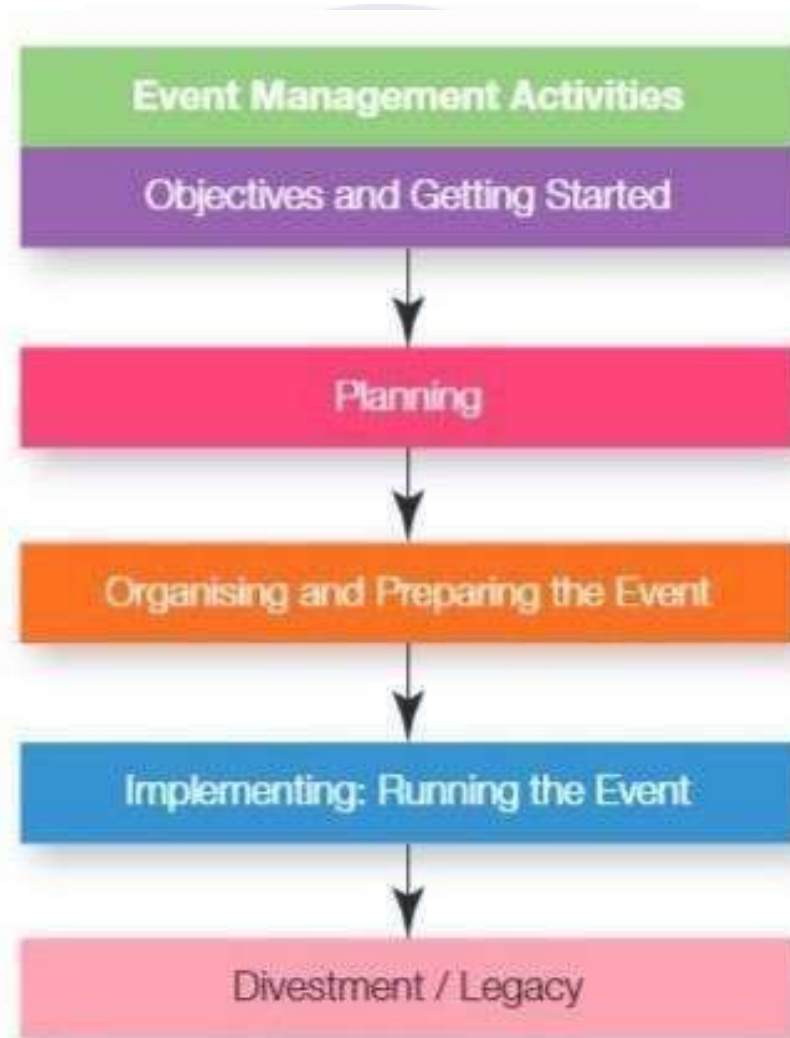 Event Management Activities
Objectives and Getting Started
Planning
Organising and Preparing the Event
Implementing: Running the Event
Divestment / Legacy